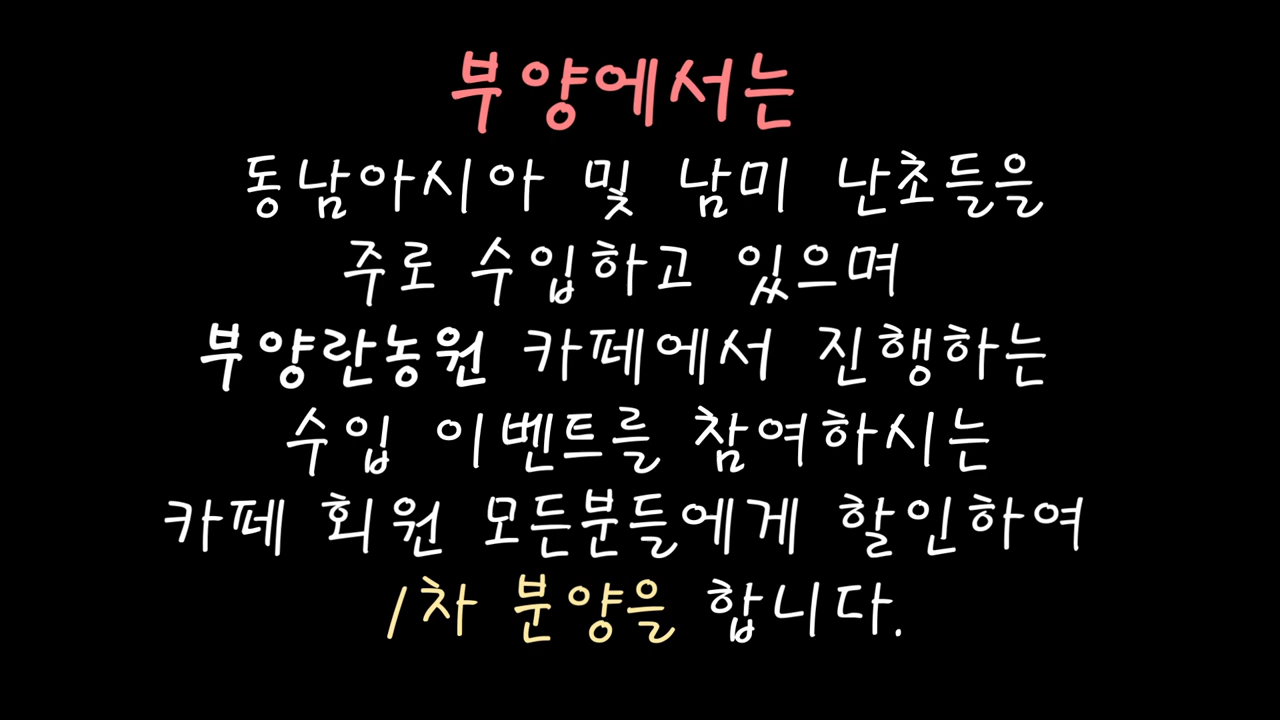 부양에서는
동남아시아 및 남미 난초들을
주로 수입하고 있으며
부양란농원 카페에서 진행하는
수입 이벤트를 참여하시는
카페 회원 모든분들에게 할인하여
1차 분양을 합니다.